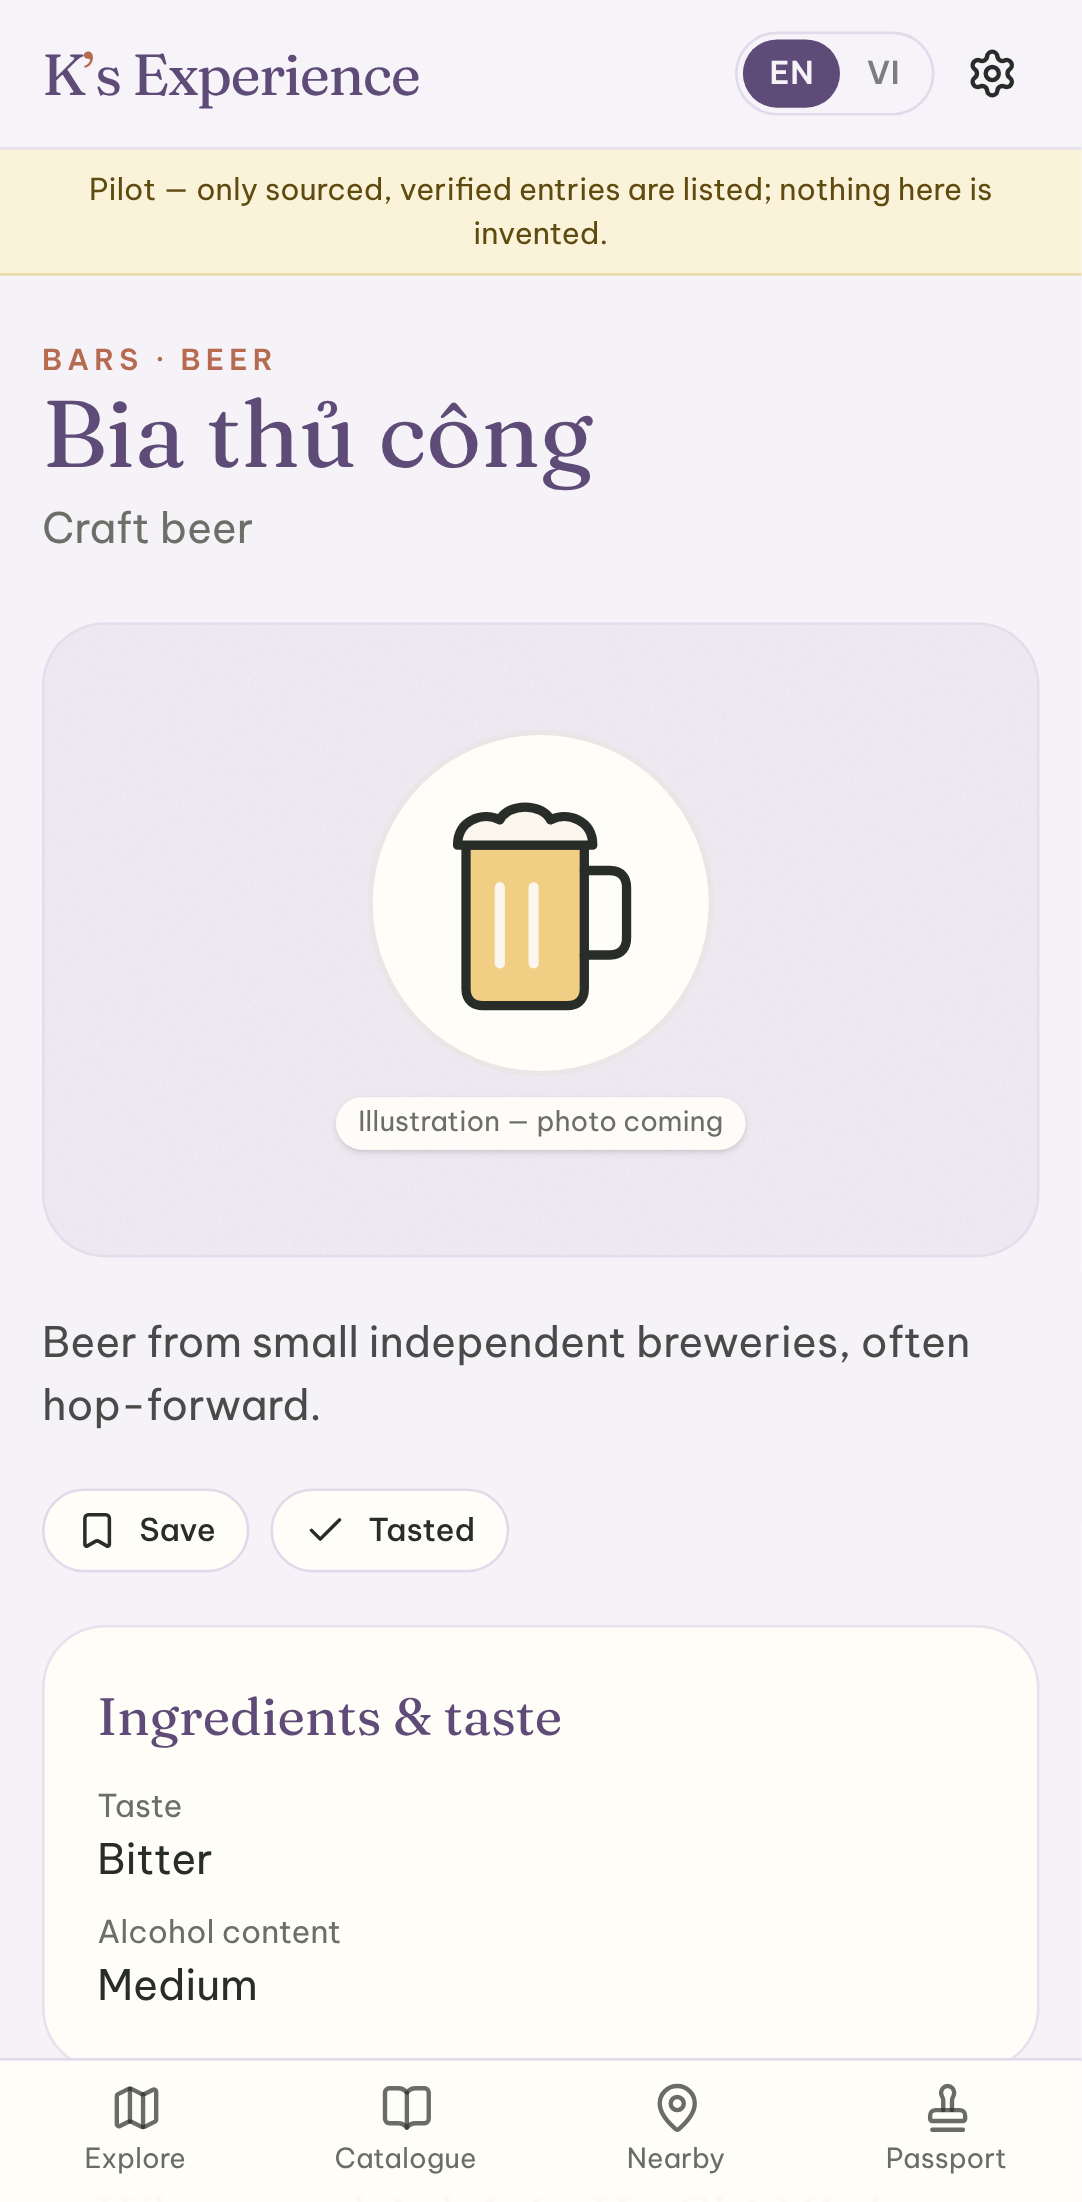 K's Experience
EN
VI
Pilot — only sourced, verified entries are listed; nothing here is
invented.
BARS · BEER
Bia thủ công
Craft beer
Illustration — photo coming
Beer from small independent breweries, often
hop-forward.
Save
Tasted
Ingredients & taste
Taste
Bitter
Alcohol content
Medium
Explore
Catalogue
Nearby
Passport